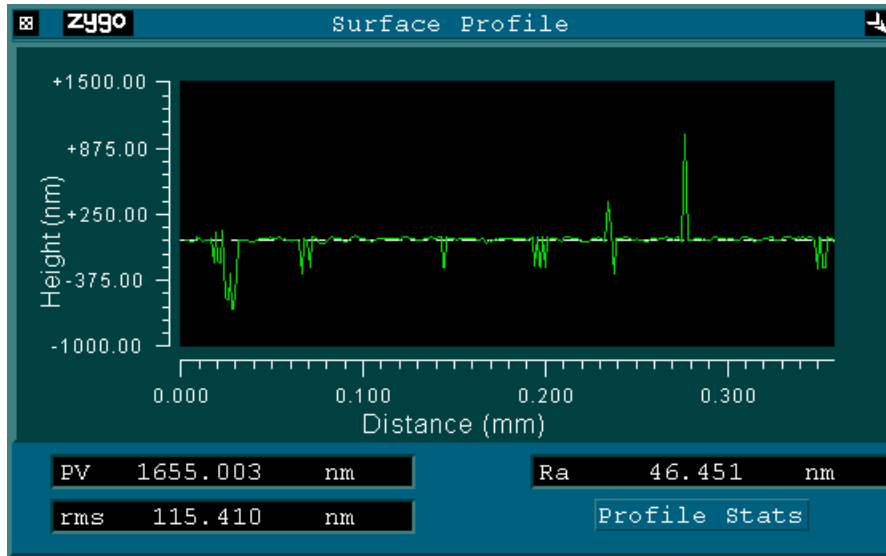 zygo Surface Profile
+1500.00
+875.00
+250.00
-375.00
-1000.00
Height (nm)
0.000 0.100 0.200 0.300
Distance (mm)
PV 1655.003 nm Ra 46.451 nm
rms 115.410 nm Profile Stats